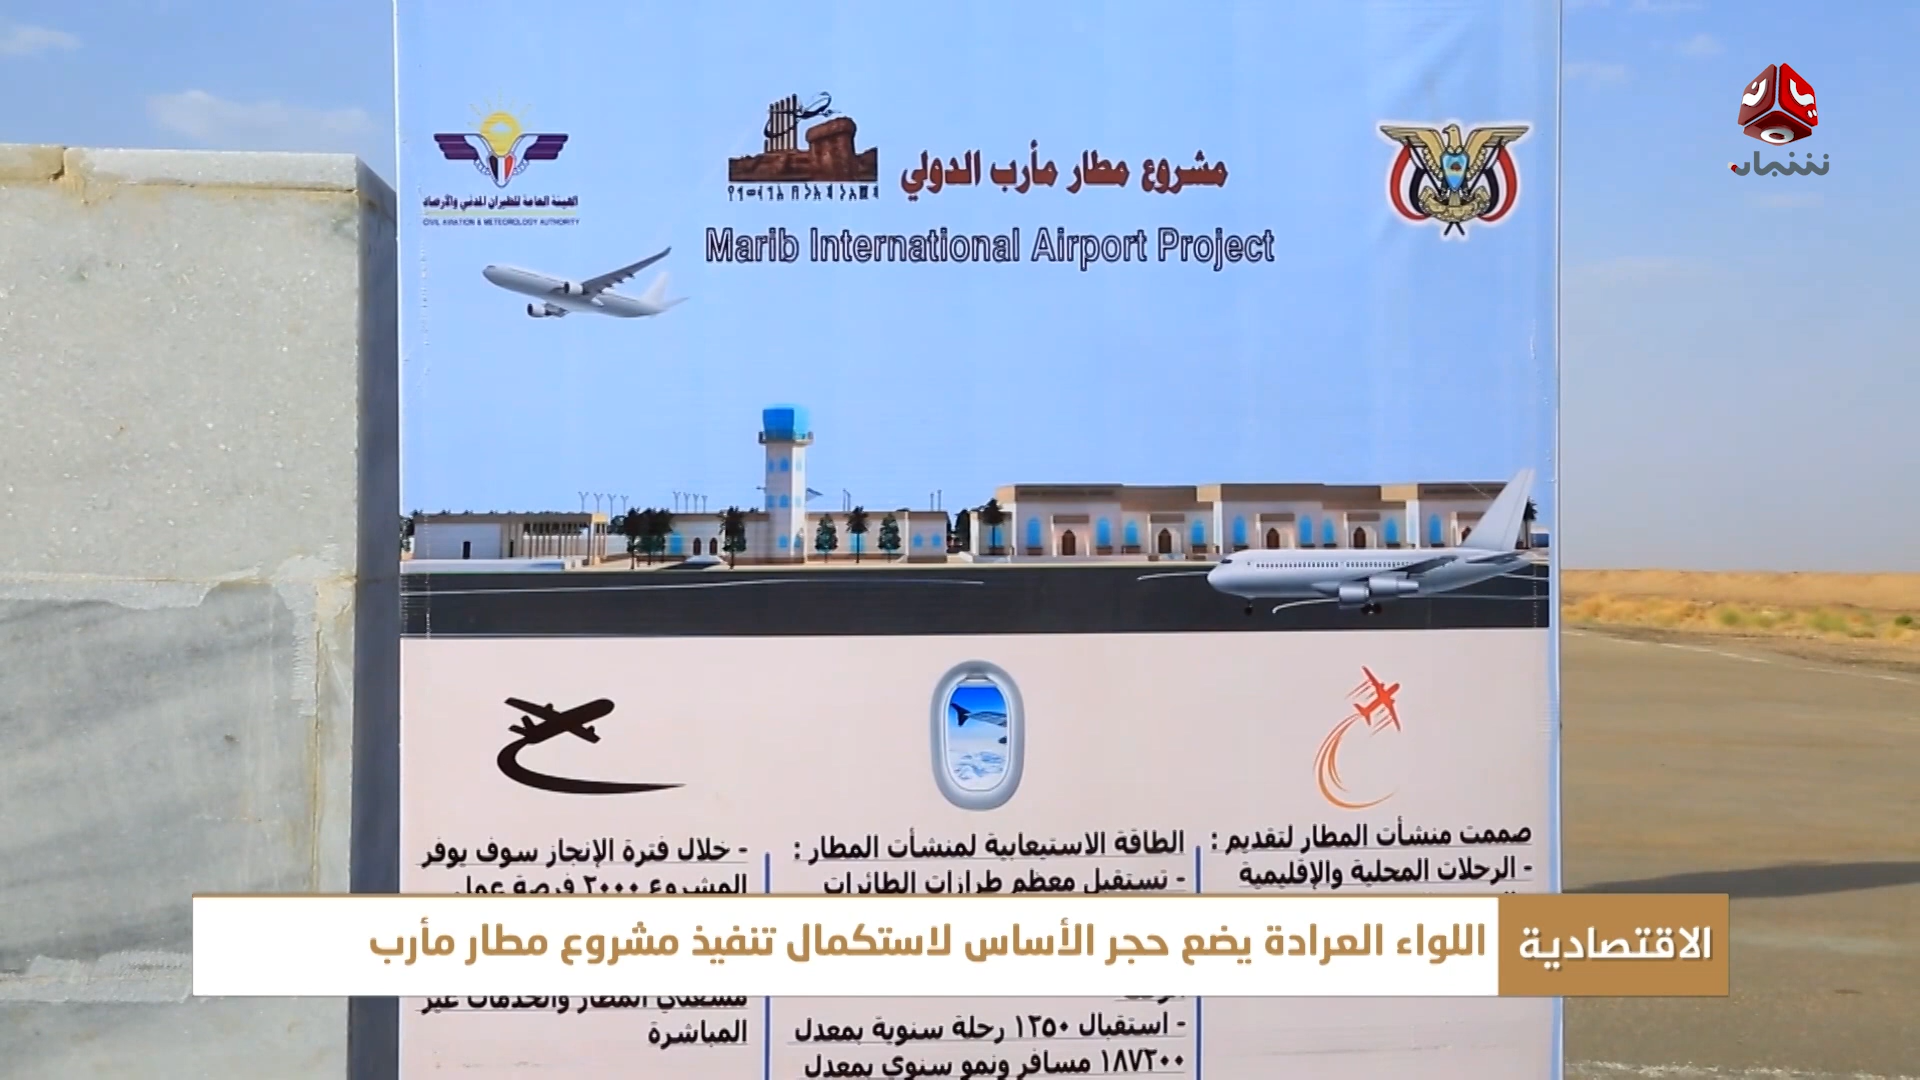 يمن
شباب
مشروع مطار مأرب الدولي
Marib International Airport Project
الهيئة العامة للطيران المدني والأرصاد
CIVIL AVIATION & METEOROLOGY AUTHORITY
صممت منشأت المطار لتقديم :
- الرحلات المحلية والإقليمية
الطاقة الاستيعابية لمنشأت المطار :
- تستقبل معظم طرازات الطائرات
- استقبال ١٢٥٠ رحلة سنوية بمعدل
١٨٧٢٠٠ مسافر ونمو سنوي بمعدل
- خلال فترة الإنجاز سوف يوفر
المشروع ٢٠٠٠ فرصة عمل
مشغلي المطار والخدمات غير
المباشرة
الاقتصادية
اللواء العرادة يضع حجر الأساس لاستكمال تنفيذ مشروع مطار مأرب